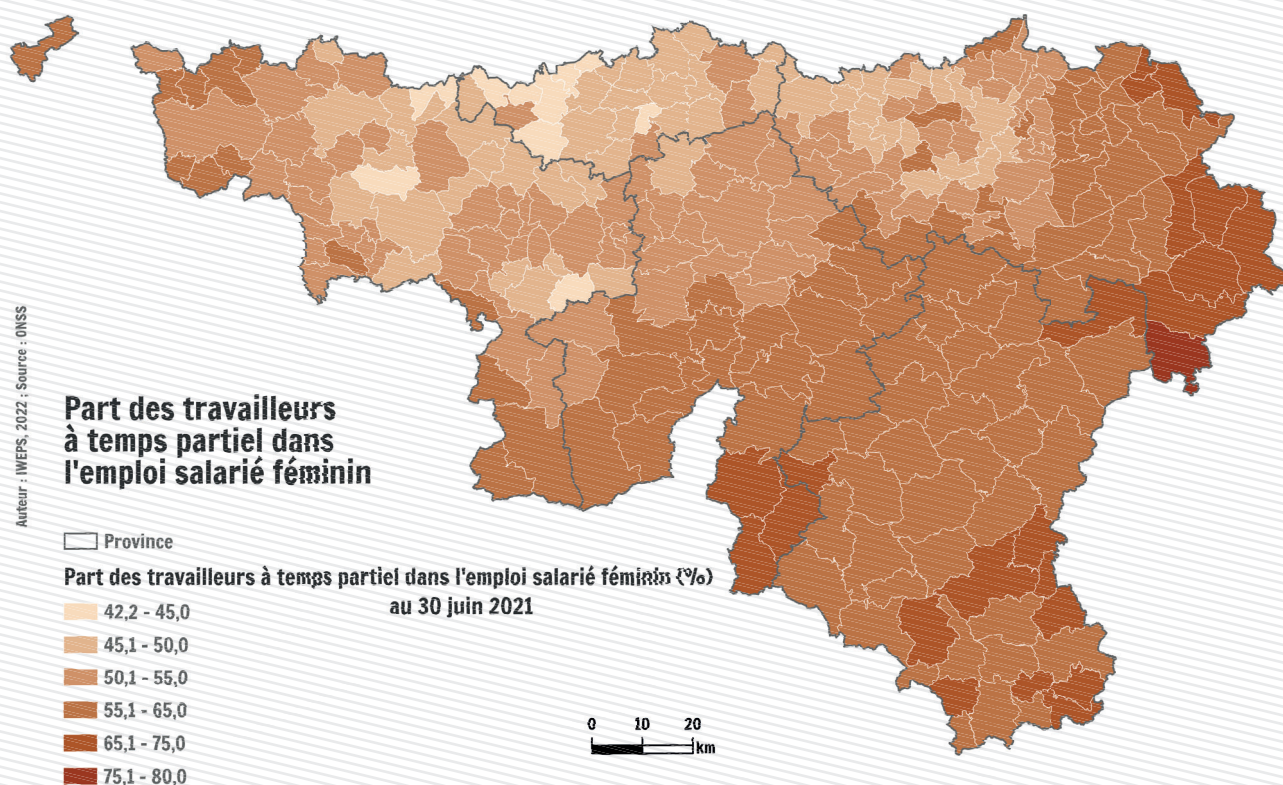 Auteur : IWEPS, 2022 ; Source : ONSS
Part des travailleurs
à temps partiel dans
l'emploi salarié féminin
Province
Part des travailleurs à temps partiel dans l'emploi salarié féminin (%)
au 30 juin 2021
42,2 - 45,0
45,1 - 50,0
50,1 - 55,0
55,1 - 65,0
65,1 - 75,0
75,1 - 80,0
0 10 20
km